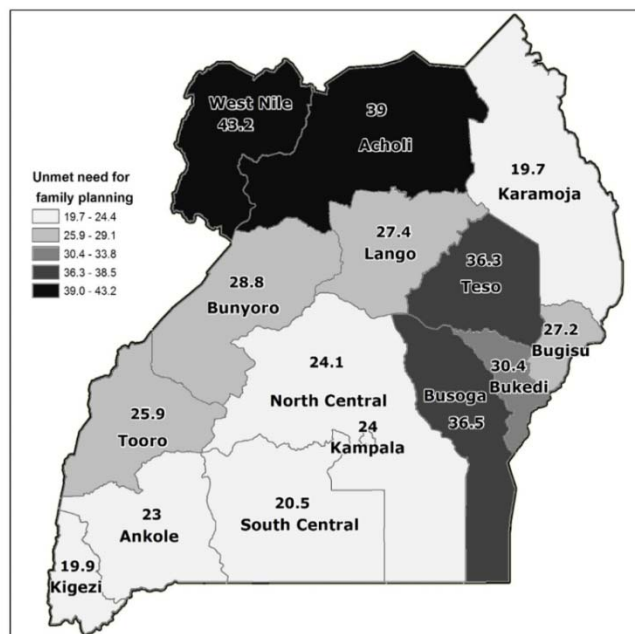 West Nile
43.2
39
Acholi
19.7
Karamoja
Unmet need for
family planning
19.7 - 24.4
25.9 - 29.1
30.4 - 33.8
36.3 - 38.5
39.0 - 43.2
27.4
Lango
36.3
Teso
28.8
Bunyoro
27.2
Bugisu
24.1
North Central
30.4
Bukedi
Busoga
36.5
25.9
Tooro
24
Kampala
20.5
South Central
23
Ankole
19.9
Kigezi